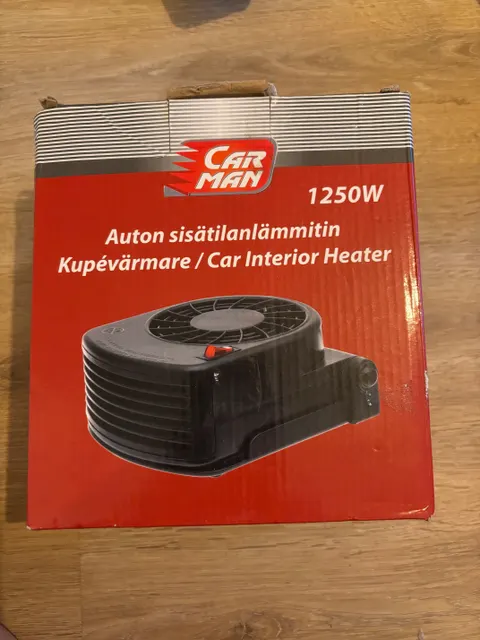 CAR
MAN
1250W
Auton sisätilanlämmitin
Kupévärmare / Car Interior Heater